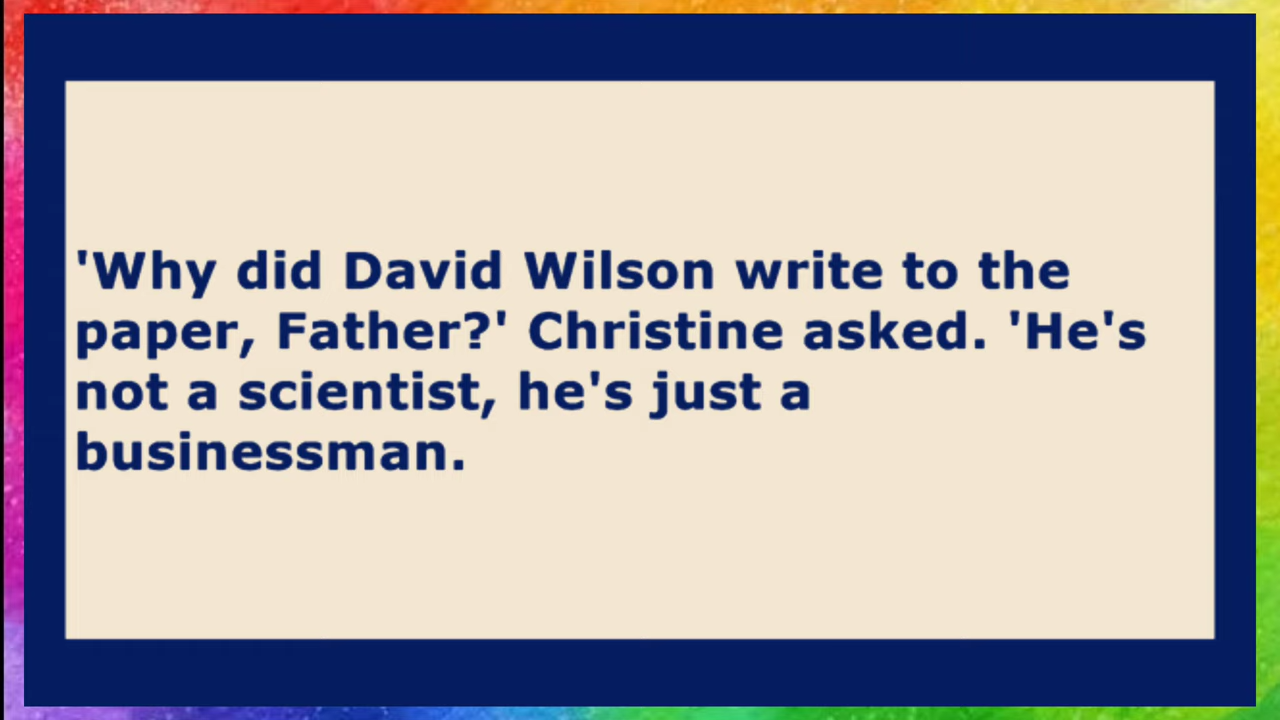 'Why did David Wilson write to the
paper, Father?' Christine asked. 'He's
not a scientist, he's just a
businessman.